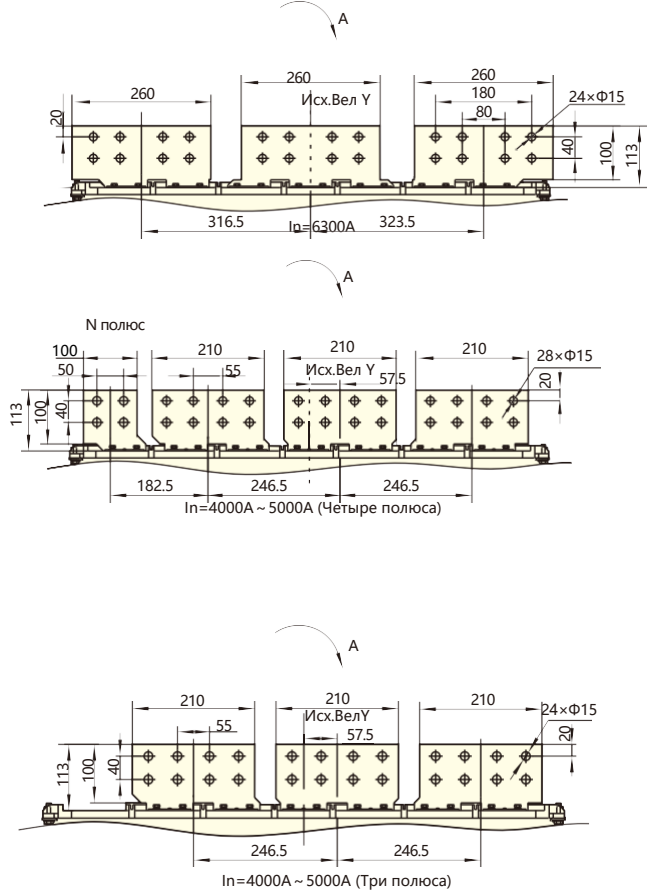 A
260
260
260
Исх.Вел Y
180
24×Ф15
80
20
40
100
113
316.5
323.5
In=6300A
A
N полюс
100
210
210
210
50
55
Исх.Вел Y
57.5
28×Ф15
20
113
100
40
182.5
246.5
246.5
In=4000A~5000A (Четыре полюса)
A
210
210
210
Исх.ВелY
24×Ф15
55
57.5
20
113
100
40
246.5
246.5
In=4000A~5000A (Три полюса)